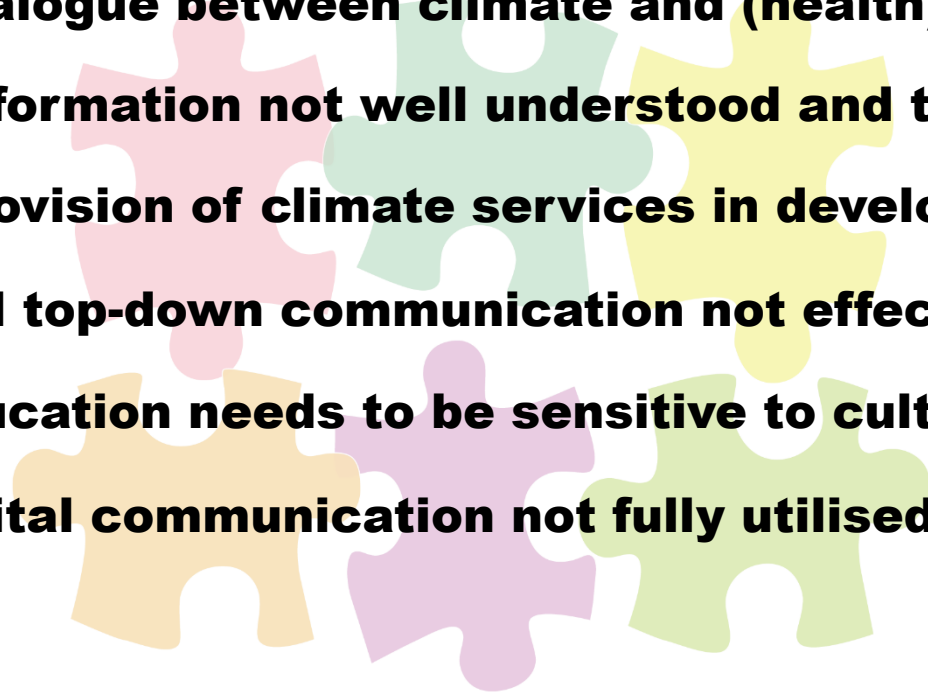 alogue between climate and (health,
formation not well understood and t
ovision of climate services in develo
top-down communication not effec
ucation needs to be sensitive to cult
ital communication not fully utilised